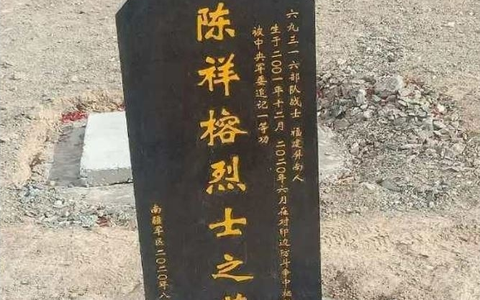 六九三一六部队战士 福建屏南人
生于二〇〇一年十二月 二〇二〇年六月在对印边防斗争中牺
被中央军委追记一等功
陈祥榕烈士之
南疆军区二〇二〇年八